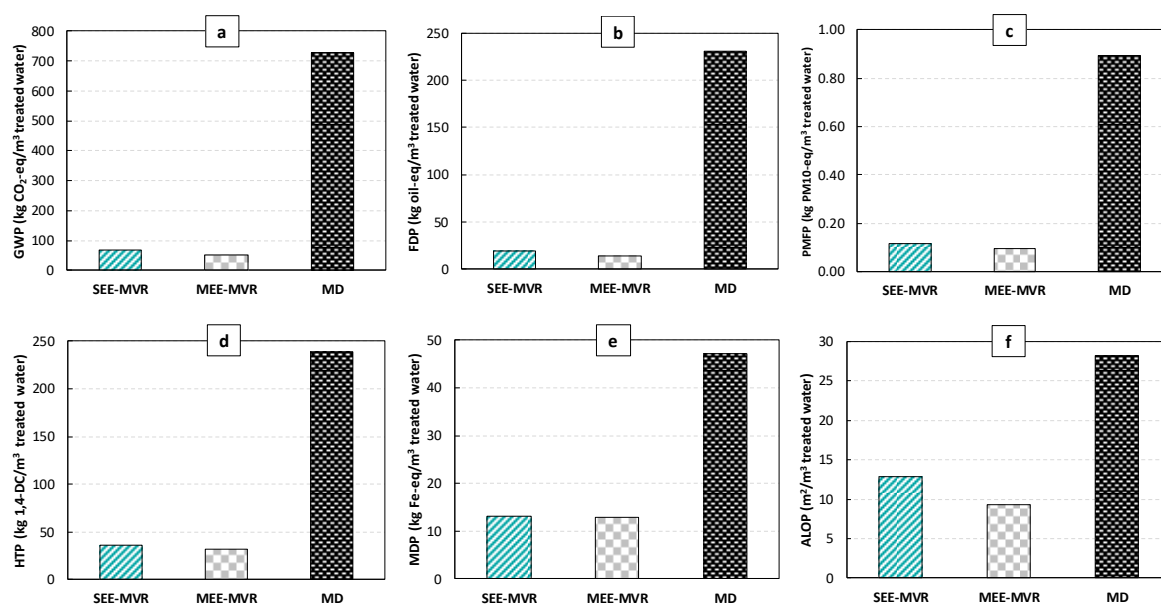 a
GWP (kg CO₂-eq/m³ treated water)
800
700
600
500
400
300
200
100
0
SEE-MVR MEE-MVR MD
b
FDP (kg oil-eq/m³ treated water)
250
200
150
100
50
0
SEE-MVR MEE-MVR MD
c
PMFP (kg PM10-eq/m³ treated water)
1.00
0.80
0.60
0.40
0.20
0.00
SEE-MVR MEE-MVR MD
d
HTP (kg 1,4-DC/m³ treated water)
250
200
150
100
50
0
SEE-MVR MEE-MVR MD
e
MDP (kg Fe-eq/m³ treated water)
50
40
30
20
10
0
SEE-MVR MEE-MVR MD
f
ALOP (m²/m³ treated water)
30
25
20
15
10
5
0
SEE-MVR MEE-MVR MD